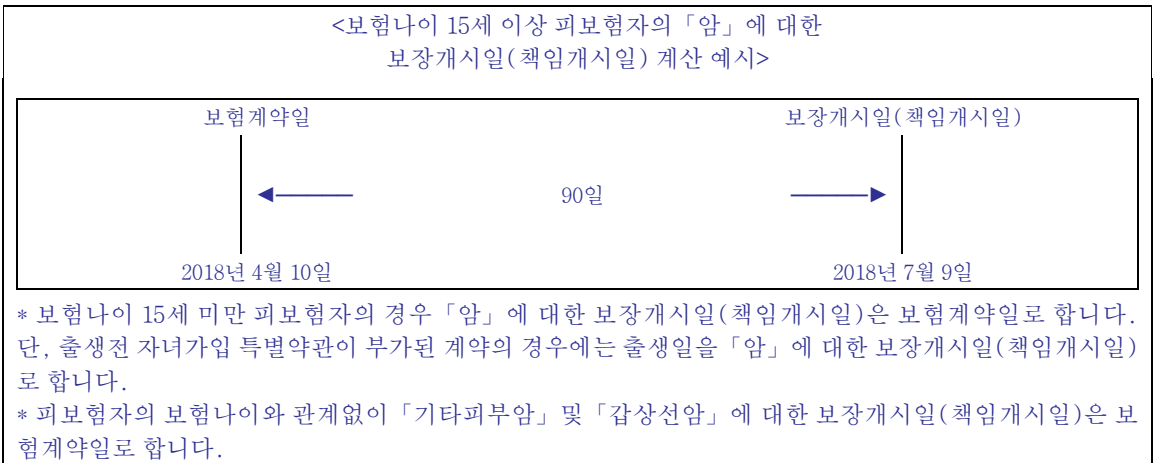 <보험나이 15세 이상 피보험자의「암」에 대한
보장개시일(책임개시일) 계산 예시>
보험계약일 보장개시일(책임개시일)
90일
2018년 4월 10일 2018년 7월 9일
* 보험나이 15세 미만 피보험자의 경우「암」에 대한 보장개시일(책임개시일)은 보험계약일로 합니다.
단, 출생전 자녀가입 특별약관이 부가된 계약의 경우에는 출생일을「암」에 대한 보장개시일(책임개시일)
로 합니다.
* 피보험자의 보험나이와 관계없이「기타피부암」및「갑상선암」에 대한 보장개시일(책임개시일)은 보
험계약일로 합니다.